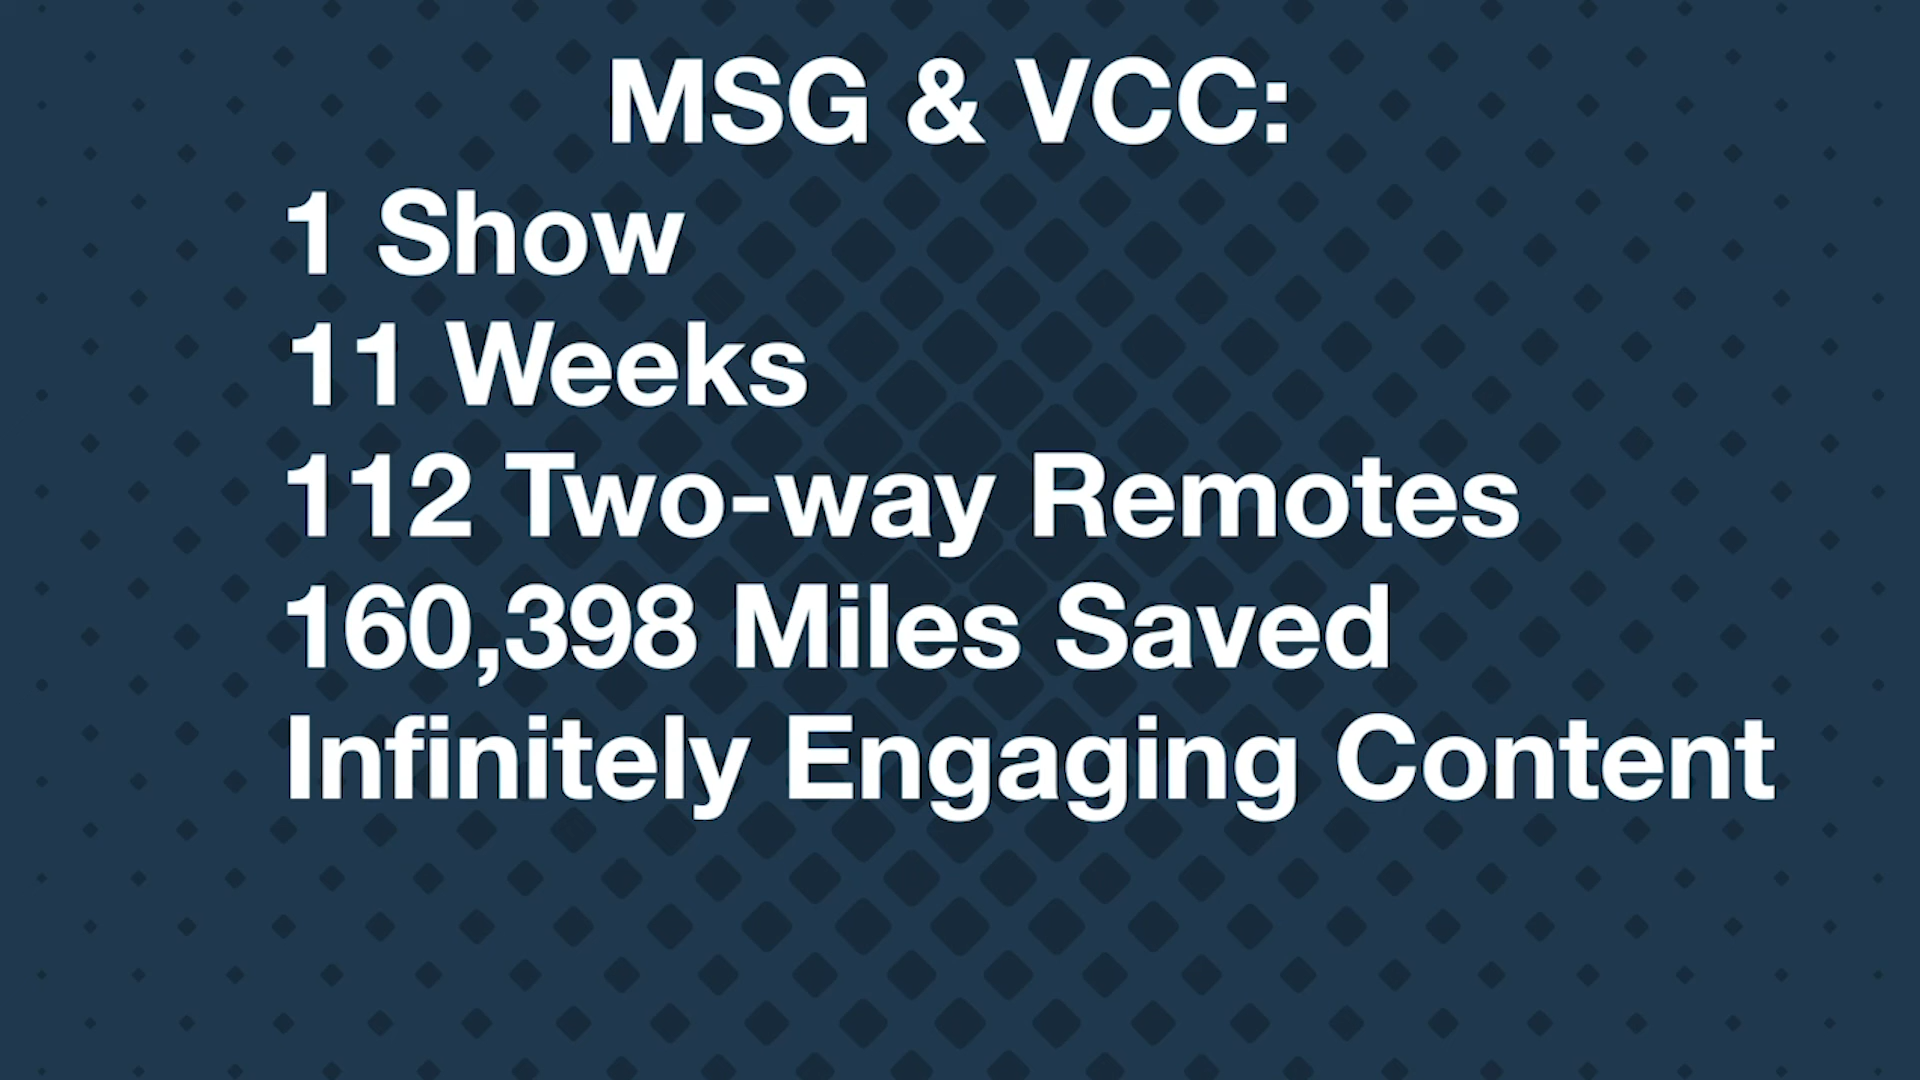 MSG & VCC:
1 Show
11 Weeks
112 Two-way Remotes
160,398 Miles Saved
Infinitely Engaging Content